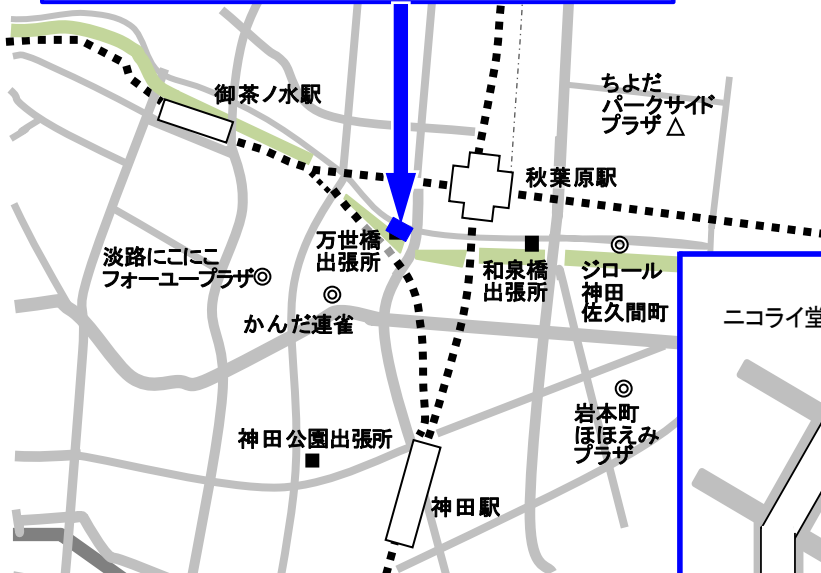 御茶ノ水駅
ちよだ
パークサイド
プラザ△
秋葉原駅
万世橋
出張所
淡路にこにこ
フォーユープラザ◎
和泉橋
出張所
ジロール
神田
佐久間町
かんだ連雀
ニコライ堂
岩本町
ほほえみ
プラザ
神田公園出張所
神田駅